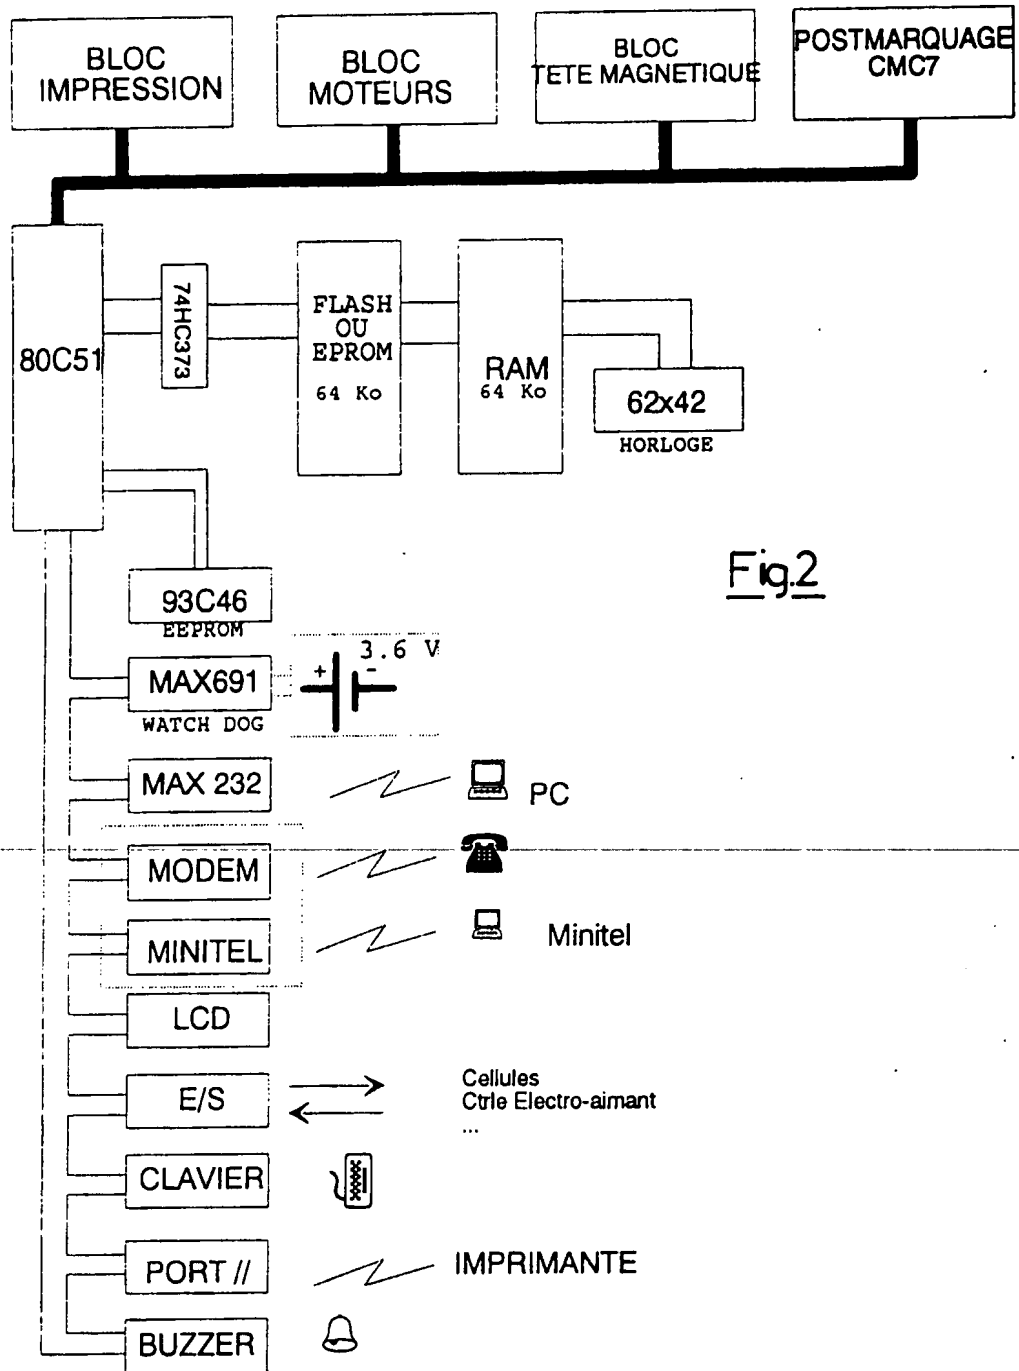 BLOC
IMPRESSION
BLOC
MOTEURS
BLOC
TETE MAGNETIQUE
POSTMARQUAGE
CMC7
80C51
74HC373
FLASH
OU
EPROM
64 Ko
RAM
64 Ko
62x42
HORLOGE
93C46
EEPROM
Fig.2
MAX691
WATCH DOG
3.6 V
+ -
MAX 232
PC
MODEM
MINITEL
Minitel
LCD
E/S
Cellules
Ctrle Electro-aimant
...
CLAVIER
PORT //
IMPRIMANTE
BUZZER